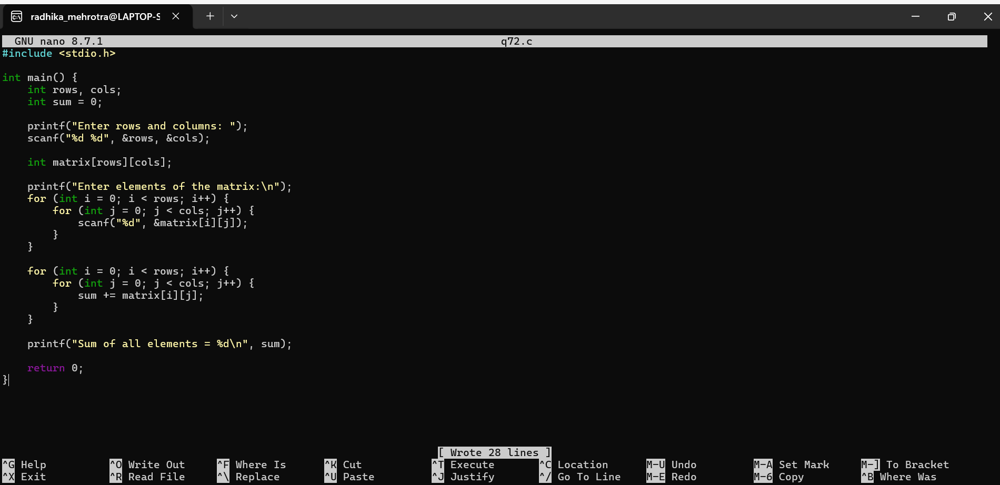 radhika_mehrotra@LAPTOP-S
GNU nano 8.7.1 q72.c
#include <stdio.h>

int main() {
    int rows, cols;
    int sum = 0;

    printf("Enter rows and columns: ");
    scanf("%d %d", &rows, &cols);

    int matrix[rows][cols];

    printf("Enter elements of the matrix:\n");
    for (int i = 0; i < rows; i++) {
        for (int j = 0; j < cols; j++) {
            scanf("%d", &matrix[i][j]);
        }
    }

    for (int i = 0; i < rows; i++) {
        for (int j = 0; j < cols; j++) {
            sum += matrix[i][j];
        }
    }

    printf("Sum of all elements = %d\n", sum);

    return 0;
}
[ Wrote 28 lines ]
^G Help ^O Write Out ^F Where Is ^K Cut ^T Execute ^C Location M-U Undo M-A Set Mark M-] To Bracket
^X Exit ^R Read File ^\ Replace ^U Paste ^J Justify ^/ Go To Line M-E Redo M-6 Copy ^B Where Was